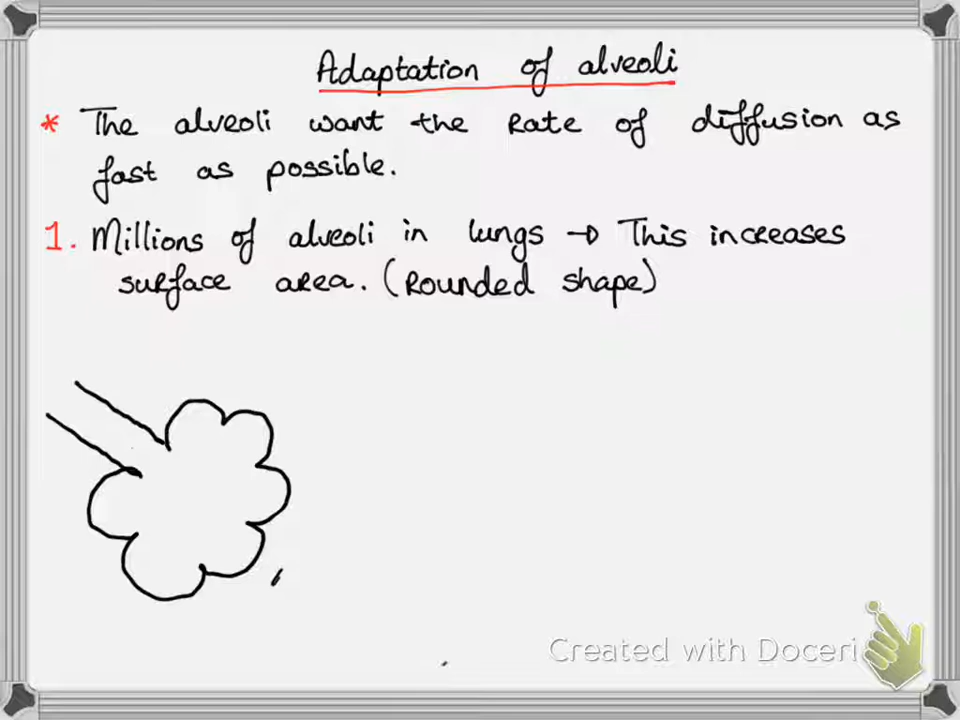 Adaptation of alveoli
* The alveoli want the rate of diffusion as
fast as possible.
1. Millions of alveoli in lungs → This increases
surface area. (Rounded shape)
Created with Doceri